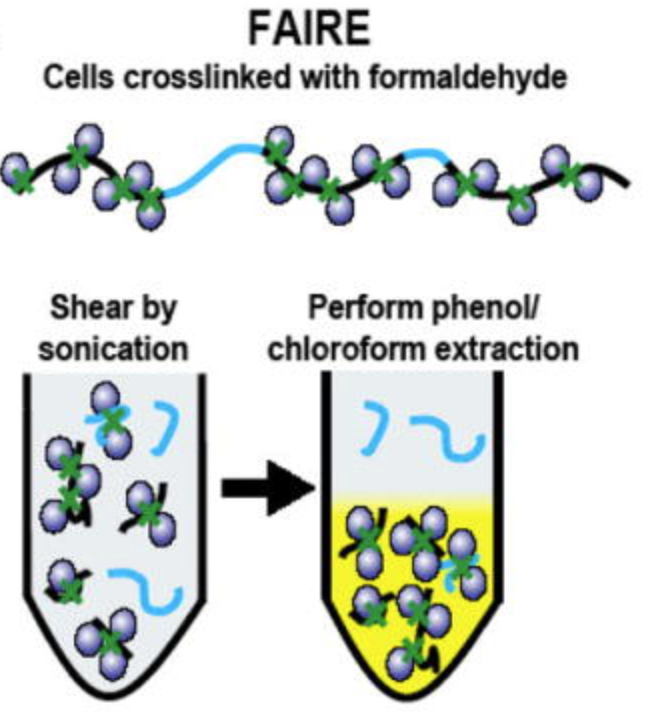 FAIRE
Cells crosslinked with formaldehyde
Shear by
sonication
Perform phenol/
chloroform extraction